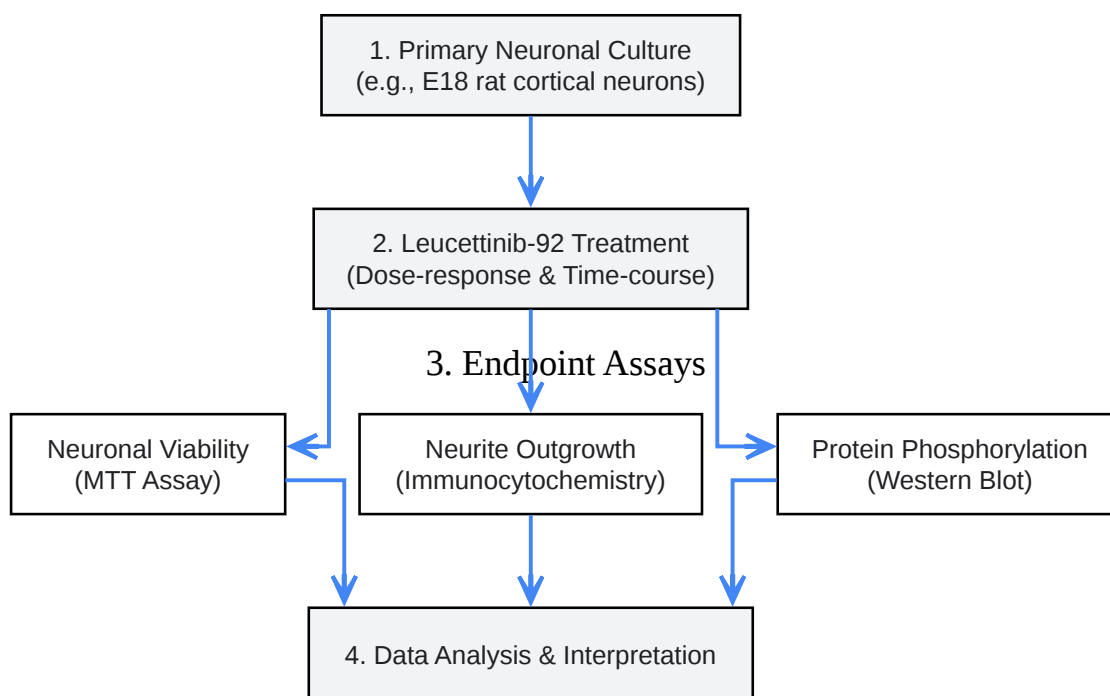 1. Primary Neuronal Culture
(e.g., E18 rat cortical neurons)
2. Leucettinib-92 Treatment
(Dose-response & Time-course)
3. Endpoint Assays
Neuronal Viability
(MTT Assay)
Neurite Outgrowth
(Immunocytochemistry)
Protein Phosphorylation
(Western Blot)
4. Data Analysis & Interpretation